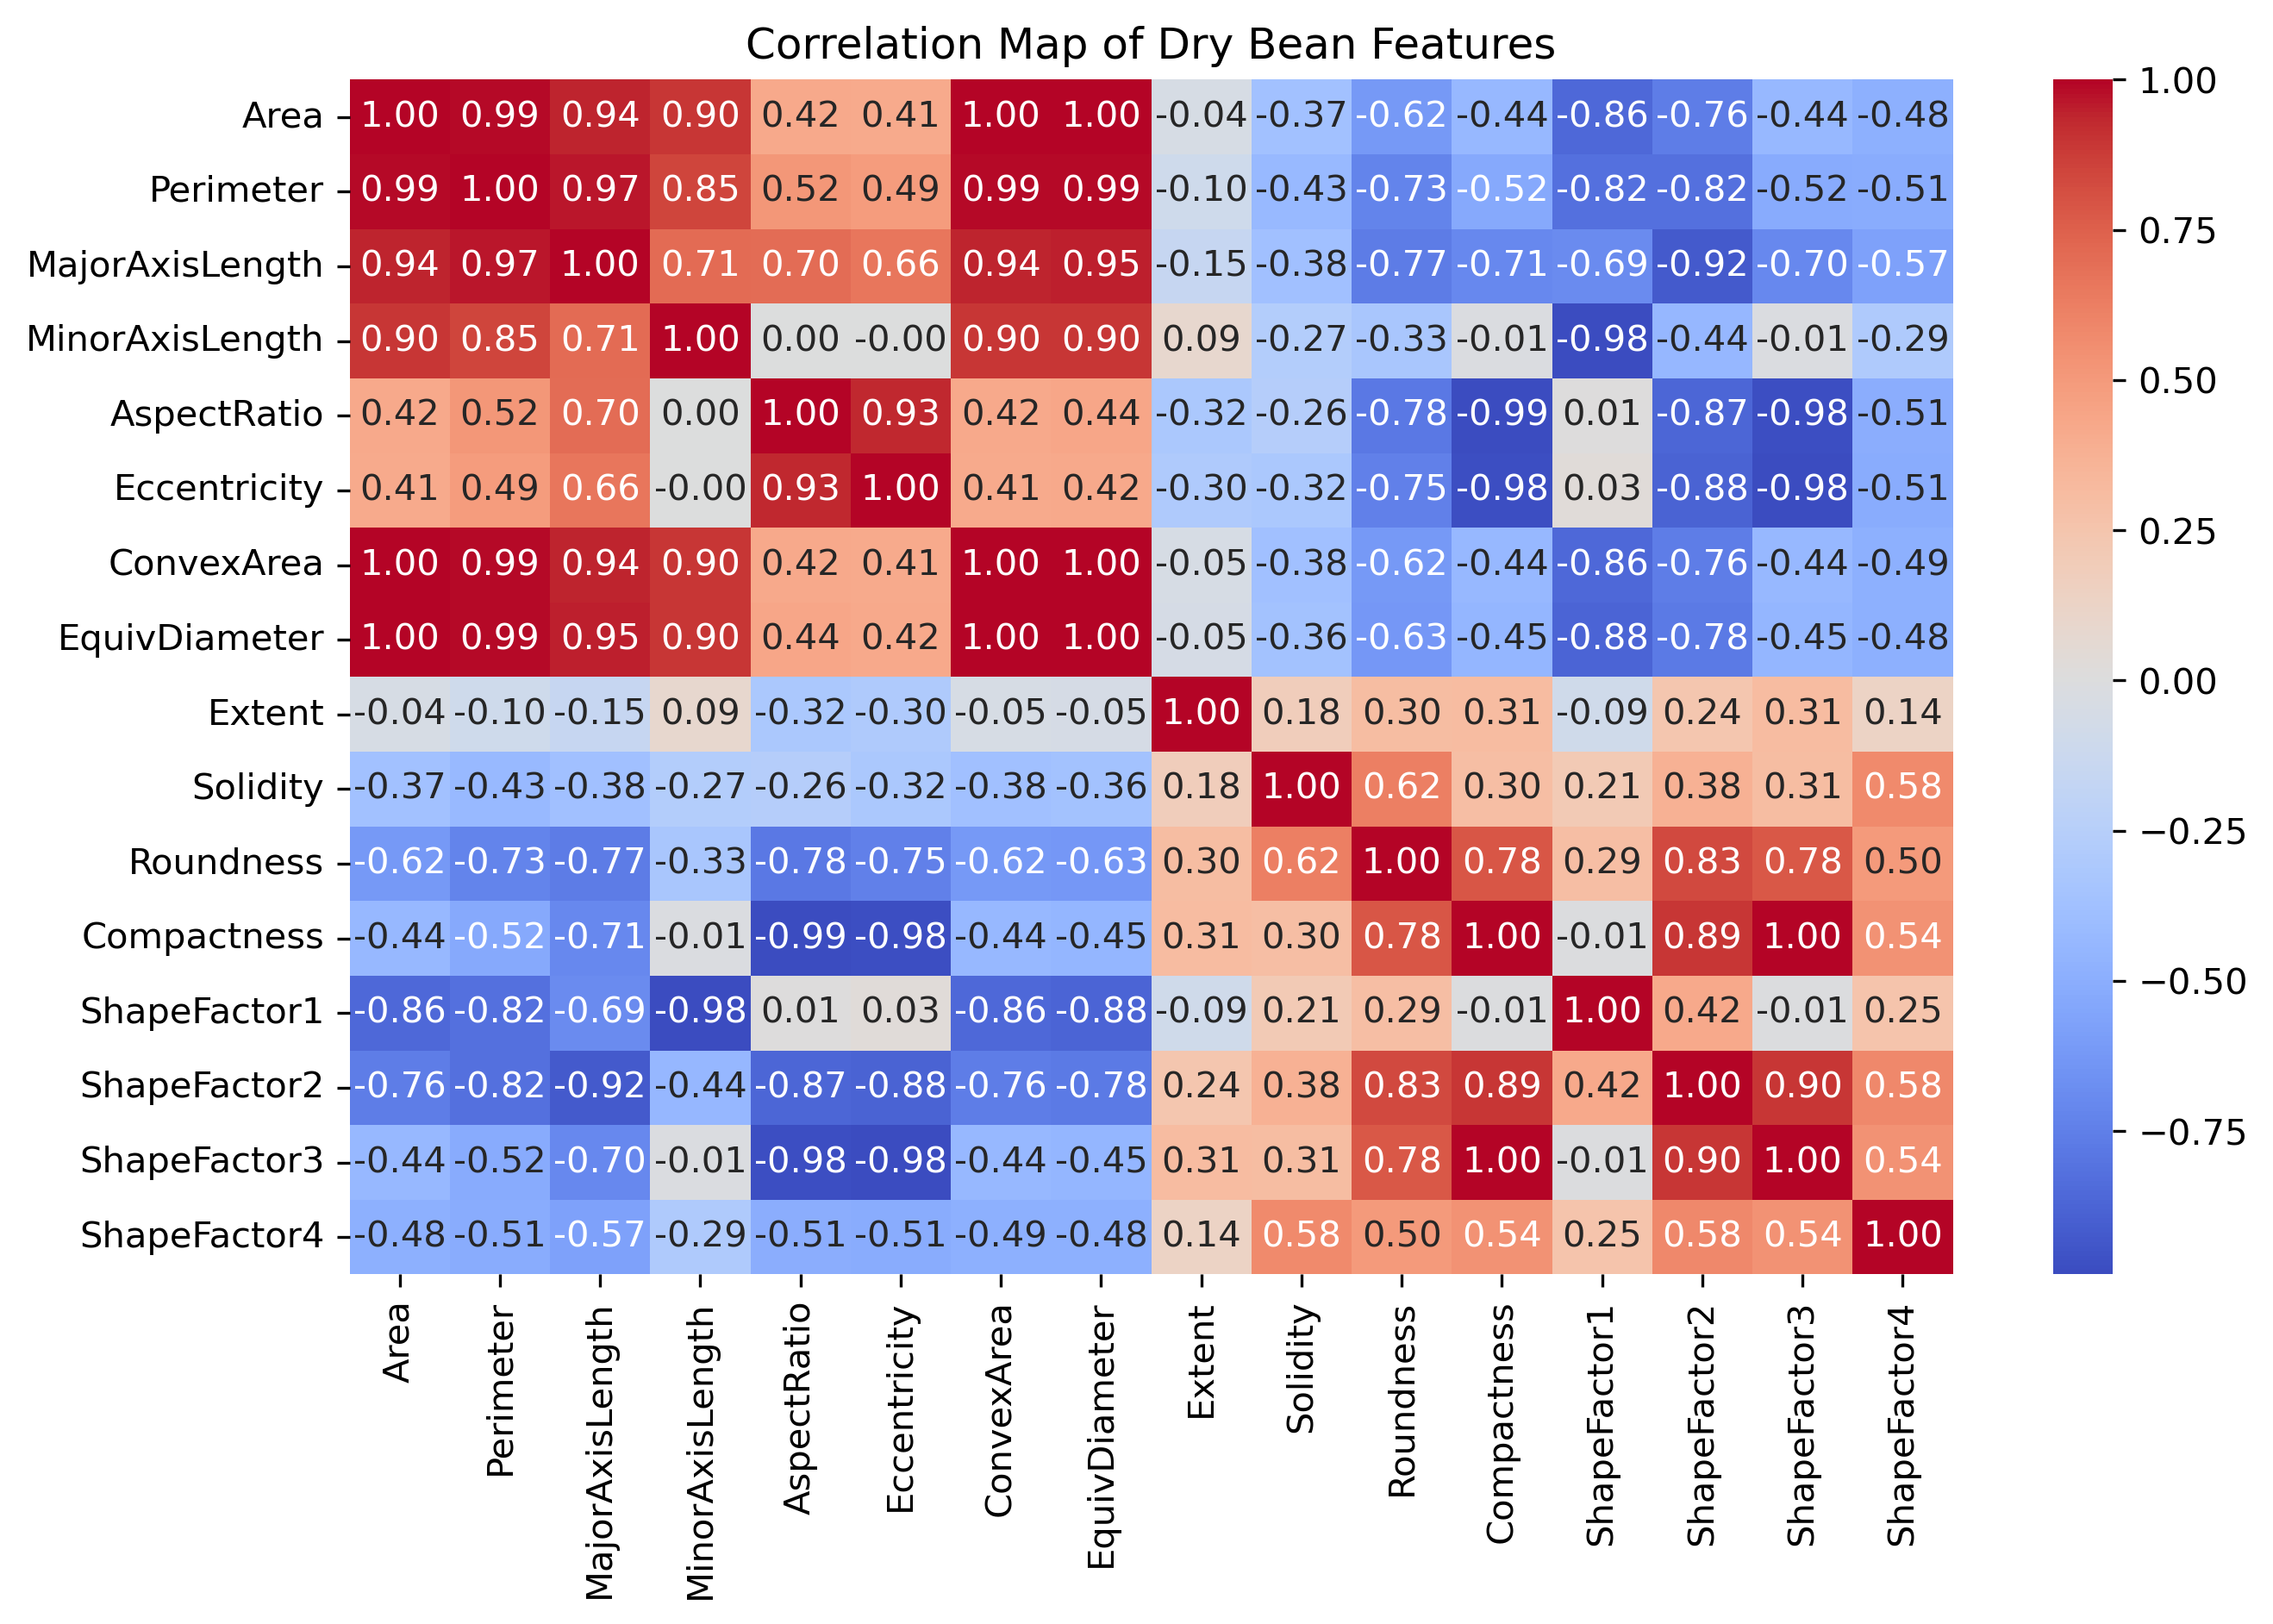 Correlation Map of Dry Bean Features
Area 1.00 0.99 0.94 0.90 0.42 0.41 1.00 1.00 -0.04 -0.37 -0.62 -0.44 -0.86 -0.76 -0.44 -0.48
Perimeter 0.99 1.00 0.97 0.85 0.52 0.49 0.99 0.99 -0.10 -0.43 -0.73 -0.52 -0.82 -0.82 -0.52 -0.51
MajorAxisLength 0.94 0.97 1.00 0.71 0.70 0.66 0.94 0.95 -0.15 -0.38 -0.77 -0.71 -0.69 -0.92 -0.70 -0.57
MinorAxisLength 0.90 0.85 0.71 1.00 0.00 -0.00 0.90 0.90 0.09 -0.27 -0.33 -0.01 -0.98 -0.44 -0.01 -0.29
AspectRatio 0.42 0.52 0.70 0.00 1.00 0.93 0.42 0.44 -0.32 -0.26 -0.78 -0.99 0.01 -0.87 -0.98 -0.51
Eccentricity 0.41 0.49 0.66 -0.00 0.93 1.00 0.41 0.42 -0.30 -0.32 -0.75 -0.98 0.03 -0.88 -0.98 -0.51
ConvexArea 1.00 0.99 0.94 0.90 0.42 0.41 1.00 1.00 -0.05 -0.38 -0.62 -0.44 -0.86 -0.76 -0.44 -0.49
EquivDiameter 1.00 0.99 0.95 0.90 0.44 0.42 1.00 1.00 -0.05 -0.36 -0.63 -0.45 -0.88 -0.78 -0.45 -0.48
Extent -0.04 -0.10 -0.15 0.09 -0.32 -0.30 -0.05 -0.05 1.00 0.18 0.30 0.31 -0.09 0.24 0.31 0.14
Solidity -0.37 -0.43 -0.38 -0.27 -0.26 -0.32 -0.38 -0.36 0.18 1.00 0.62 0.30 0.21 0.38 0.31 0.58
Roundness -0.62 -0.73 -0.77 -0.33 -0.78 -0.75 -0.62 -0.63 0.30 0.62 1.00 0.78 0.29 0.83 0.78 0.50
Compactness -0.44 -0.52 -0.71 -0.01 -0.99 -0.98 -0.44 -0.45 0.31 0.30 0.78 1.00 -0.01 0.89 1.00 0.54
ShapeFactor1 -0.86 -0.82 -0.69 -0.98 0.01 0.03 -0.86 -0.88 -0.09 0.21 0.29 -0.01 1.00 0.42 -0.01 0.25
ShapeFactor2 -0.76 -0.82 -0.92 -0.44 -0.87 -0.88 -0.76 -0.78 0.24 0.38 0.83 0.89 0.42 1.00 0.90 0.58
ShapeFactor3 -0.44 -0.52 -0.70 -0.01 -0.98 -0.98 -0.44 -0.45 0.31 0.31 0.78 1.00 -0.01 0.90 1.00 0.54
ShapeFactor4 -0.48 -0.51 -0.57 -0.29 -0.51 -0.51 -0.49 -0.48 0.14 0.58 0.50 0.54 0.25 0.58 0.54 1.00
Area
Perimeter
MajorAxisLength
MinorAxisLength
AspectRatio
Eccentricity
ConvexArea
EquivDiameter
Extent
Solidity
Roundness
Compactness
ShapeFactor1
ShapeFactor2
ShapeFactor3
ShapeFactor4
1.00
0.75
0.50
0.25
0.00
−0.25
−0.50
−0.75